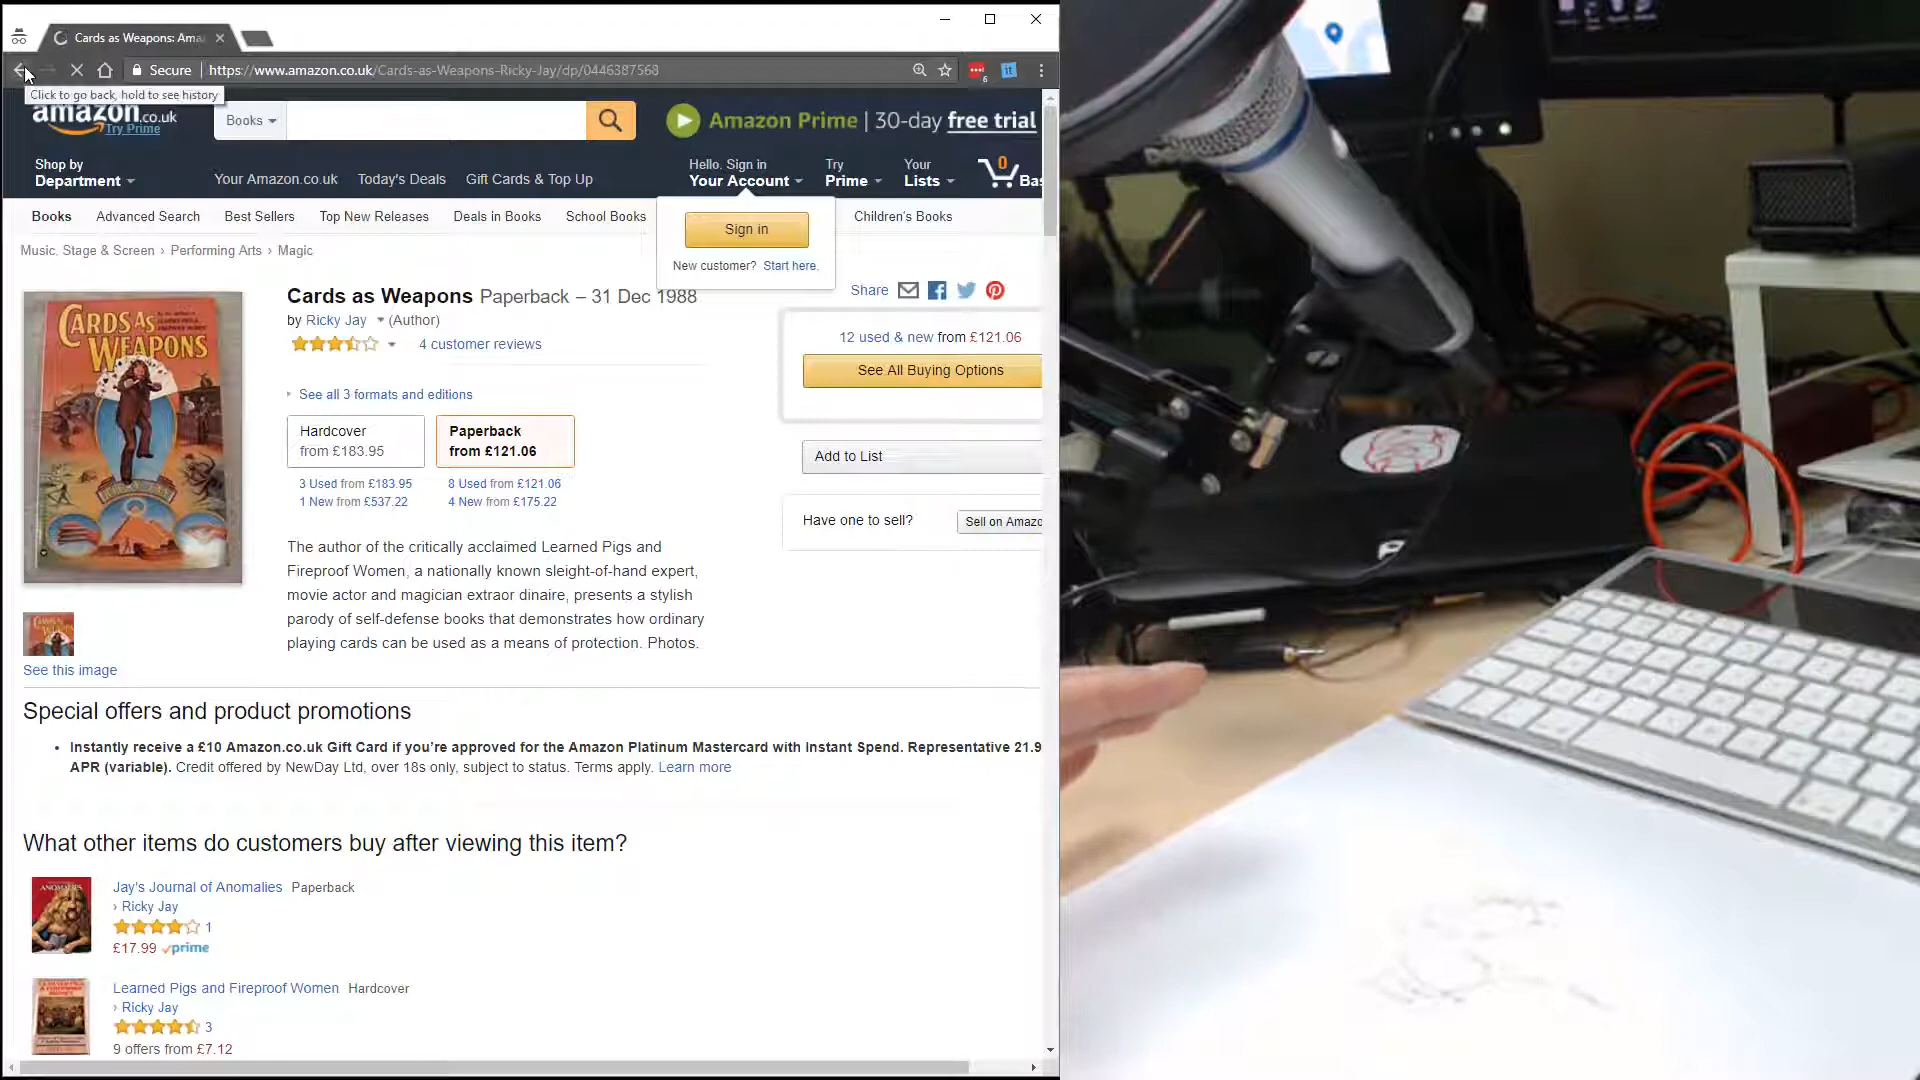 Cards as Weapons: Ama
Secure
https://www.amazon.co.uk/Cards-as-Weapons-Ricky-Jay/dp/0446387568
6
Click to go back, hold to see history
amazon.co.uk
Try Prime
Books
Amazon Prime | 30-day free trial
Shop by
Department
Your Amazon.co.uk
Today's Deals
Gift Cards & Top Up
Hello. Sign in
Your Account
Try
Prime
Your
Lists
0
Bas
Books
Advanced Search
Best Sellers
Top New Releases
Deals in Books
School Books
Children's Books
Sign in
New customer? Start here.
Music, Stage & Screen › Performing Arts › Magic
CARDS AS
WEAPONS
Cards as Weapons Paperback – 31 Dec 1988
by Ricky Jay (Author)
4 customer reviews
Share
12 used & new from £121.06
See All Buying Options
See all 3 formats and editions
Hardcover
from £183.95
Paperback
from £121.06
3 Used from £183.95
1 New from £537.22
8 Used from £121.06
4 New from £175.22
Add to List
Have one to sell?
Sell on Amazo
The author of the critically acclaimed Learned Pigs and
Fireproof Women, a nationally known sleight-of-hand expert,
movie actor and magician extraor dinaire, presents a stylish
parody of self-defense books that demonstrates how ordinary
playing cards can be used as a means of protection. Photos.
See this image
Special offers and product promotions
• Instantly receive a £10 Amazon.co.uk Gift Card if you're approved for the Amazon Platinum Mastercard with Instant Spend. Representative 21.9
APR (variable). Credit offered by NewDay Ltd, over 18s only, subject to status. Terms apply. Learn more
What other items do customers buy after viewing this item?
ANOMALIES
Jay's Journal of Anomalies Paperback
› Ricky Jay
1
£17.99 prime
Learned Pigs and Fireproof Women Hardcover
› Ricky Jay
3
9 offers from £7.12